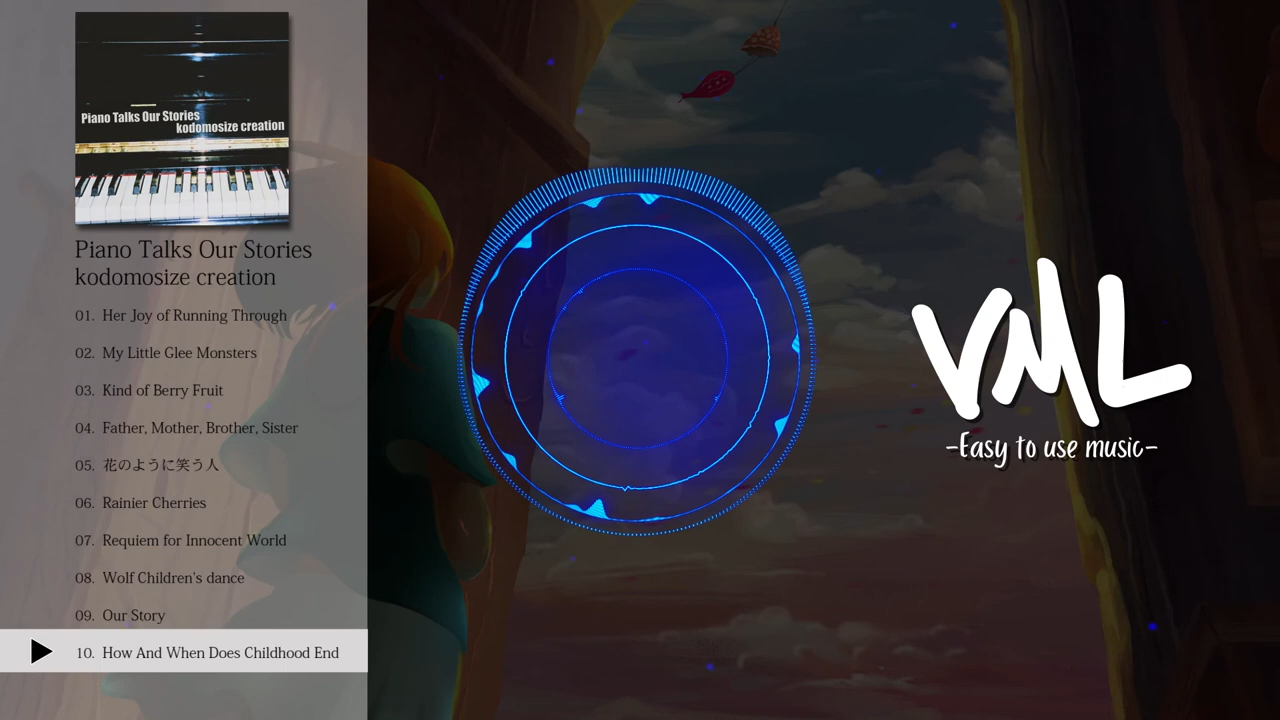 Piano Talks Our Stories
kodomosize creation
Piano Talks Our Stories
kodomosize creation
01. Her Joy of Running Through
02. My Little Glee Monsters
03. Kind of Berry Fruit
04. Father, Mother, Brother, Sister
05. 花のように笑う人
06. Rainier Cherries
07. Requiem for Innocent World
08. Wolf Children's dance
09. Our Story
10. How And When Does Childhood End
VML
-Easy to use music-